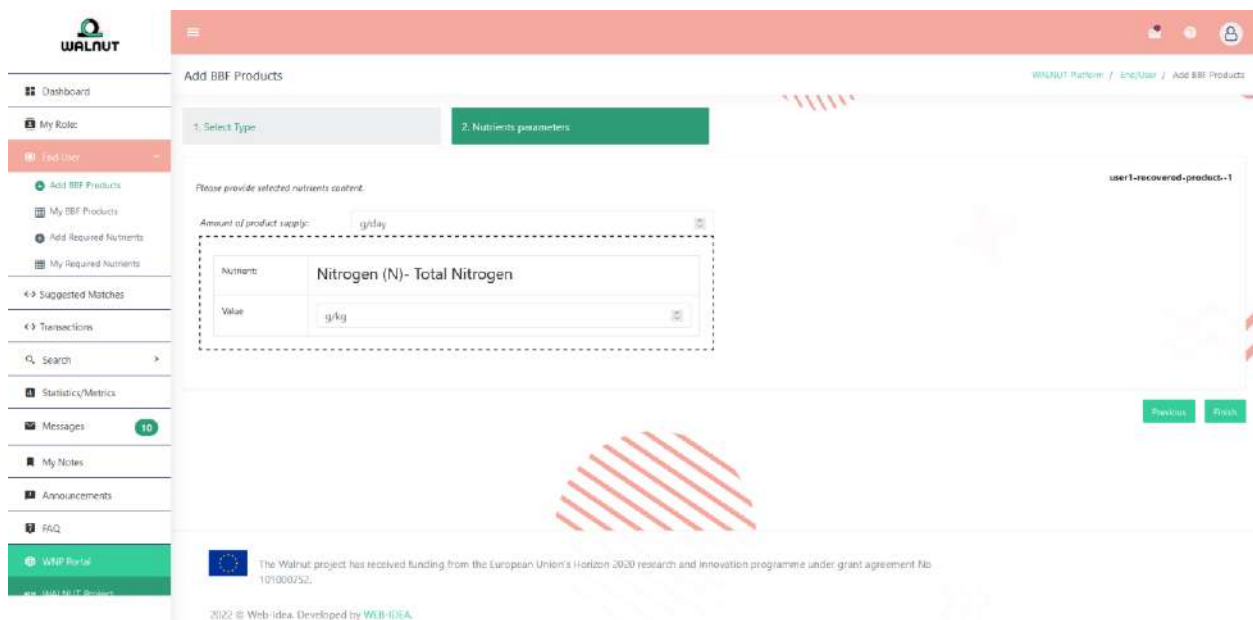 WALNUT
Dashboard
My Role:
End User
Add BBF Products
My BBF Products
Add Required Nutrients
My Required Nutrients
Suggested Matches
Transactions
Search
Statistics/Metrics
Messages 10
My Notes
Announcements
FAQ
WNP Portal
WALNUT Project
Add BBF Products
WALNUT Platform / End/User / Add BBF Products
1. Select Type
2. Nutrients parameters
user1-recovered-product--1
Please provide selected nutrients content.
Amount of product supply: g/day
Nutrient: Nitrogen (N)- Total Nitrogen
Value g/kg
Previous Finish
The Walnut project has received funding from the European Union's Horizon 2020 research and innovation programme under grant agreement No
101000752.
2022 © Web-Idea. Developed by WEB-IDEA.